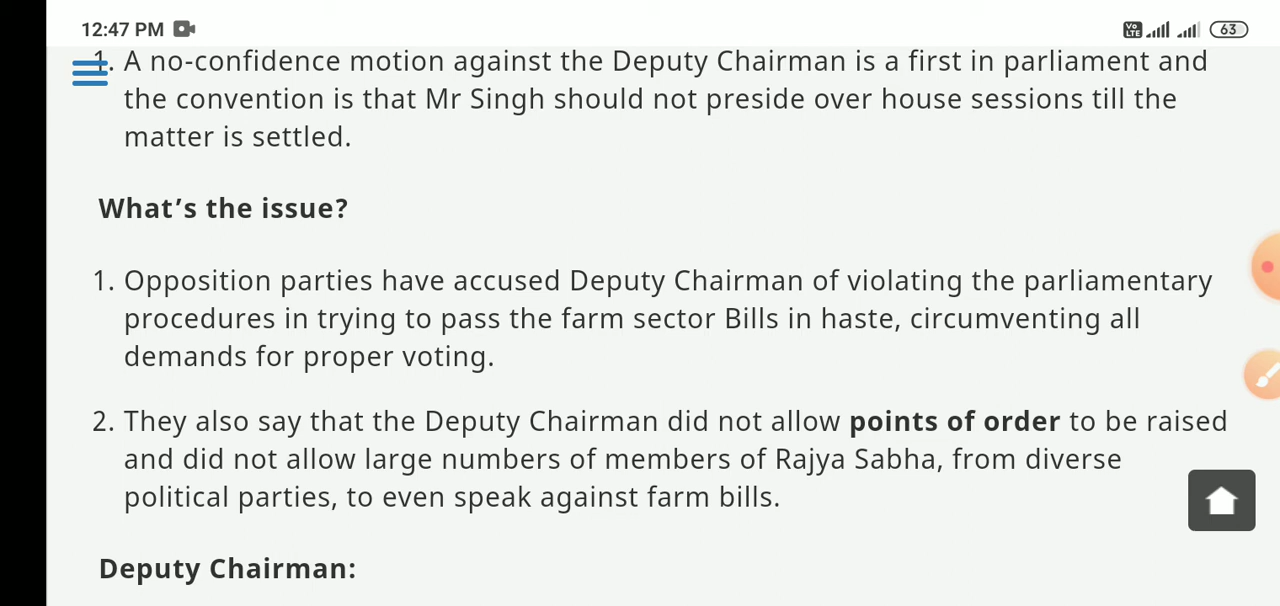 12:47 PM
Vo LTE
63
1. A no-confidence motion against the Deputy Chairman is a first in parliament and
the convention is that Mr Singh should not preside over house sessions till the
matter is settled.
What’s the issue?
1. Opposition parties have accused Deputy Chairman of violating the parliamentary
procedures in trying to pass the farm sector Bills in haste, circumventing all
demands for proper voting.
2. They also say that the Deputy Chairman did not allow points of order to be raised
and did not allow large numbers of members of Rajya Sabha, from diverse
political parties, to even speak against farm bills.
Deputy Chairman: